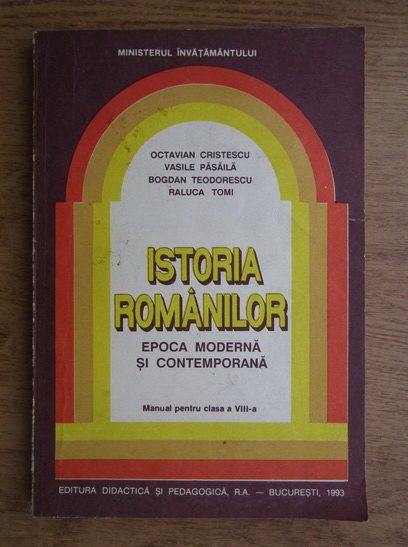 MINISTERUL ÎNVĂȚĂMÂNTULUI
OCTAVIAN CRISTESCU
VASILE PĂSĂILĂ
BOGDAN TEODORESCU
RALUCA TOMI
ISTORIA
ROMÂNILOR
EPOCA MODERNĂ
ȘI CONTEMPORANĂ
Manual pentru clasa a VIII-a
EDITURA DIDACTICĂ ȘI PEDAGOGICĂ, R.A. — BUCUREȘTI, 1993